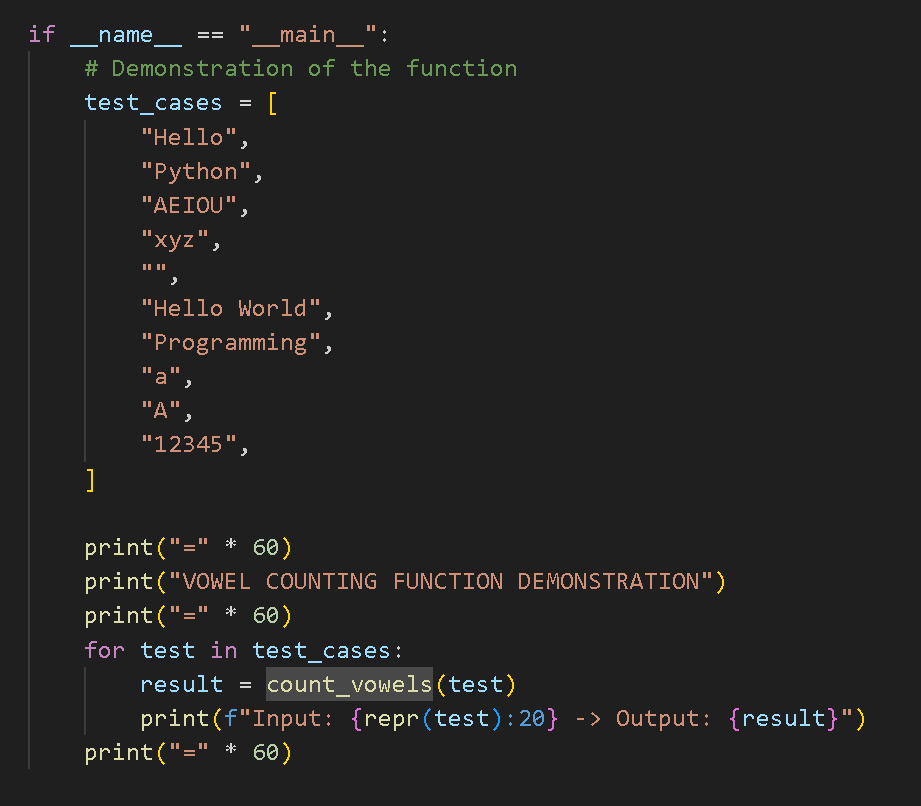 if __name__ == "__main__":
    # Demonstration of the function
    test_cases = [
        "Hello",
        "Python",
        "AEIOU",
        "xyz",
        "",
        "Hello World",
        "Programming",
        "a",
        "A",
        "12345",
    ]

    print("=" * 60)
    print("VOWEL COUNTING FUNCTION DEMONSTRATION")
    print("=" * 60)
    for test in test_cases:
        result = count_vowels(test)
        print(f"Input: {repr(test):20} -> Output: {result}")
    print("=" * 60)